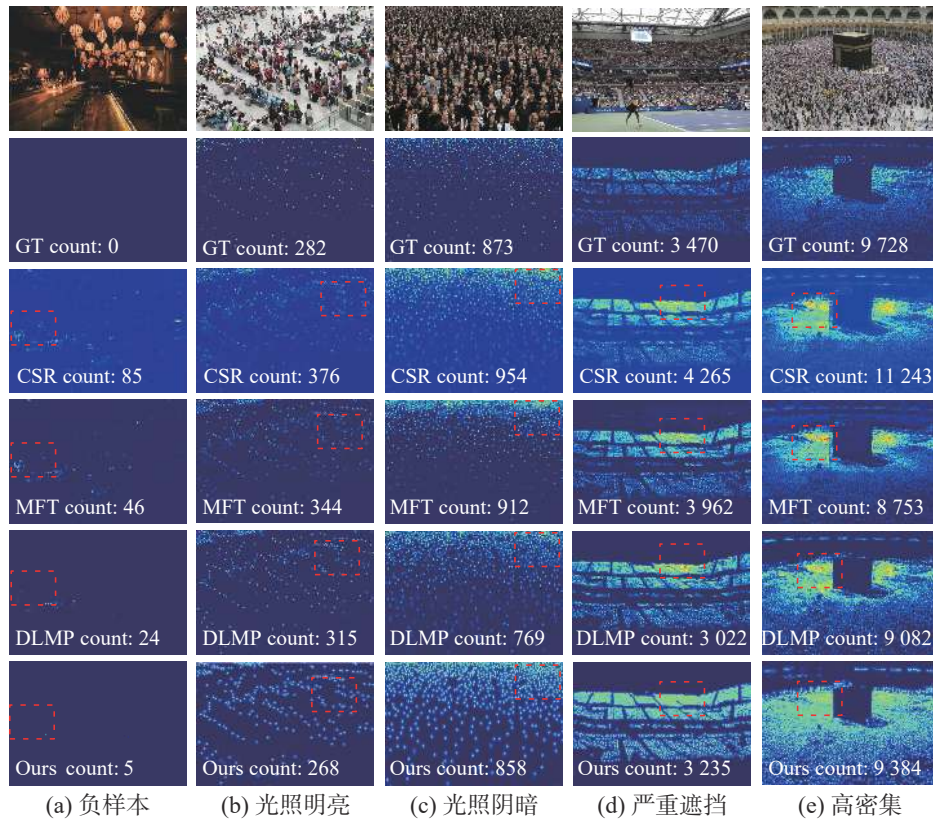 GT count: 0
GT count: 282
GT count: 873
GT count: 3 470
GT count: 9 728
CSR count: 85
CSR count: 376
CSR count: 954
CSR count: 4 265
CSR count: 11 243
MFT count: 46
MFT count: 344
MFT count: 912
MFT count: 3 962
MFT count: 8 753
DLMP count: 24
DLMP count: 315
DLMP count: 769
DLMP count: 3 022
DLMP count: 9 082
Ours count: 5
Ours count: 268
Ours count: 858
Ours count: 3 235
Ours count: 9 384
(a) 负样本
(b) 光照明亮
(c) 光照阴暗
(d) 严重遮挡
(e) 高密集